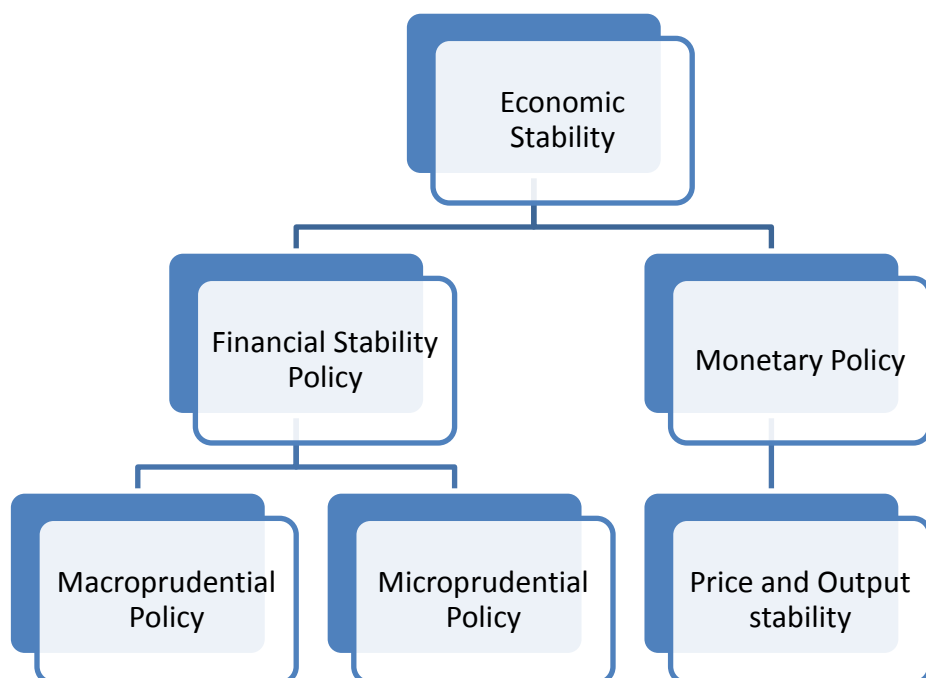 Economic
Stability
Financial Stability
Policy
Monetary Policy
Macroprudential
Policy
Microprudential
Policy
Price and Output
stability